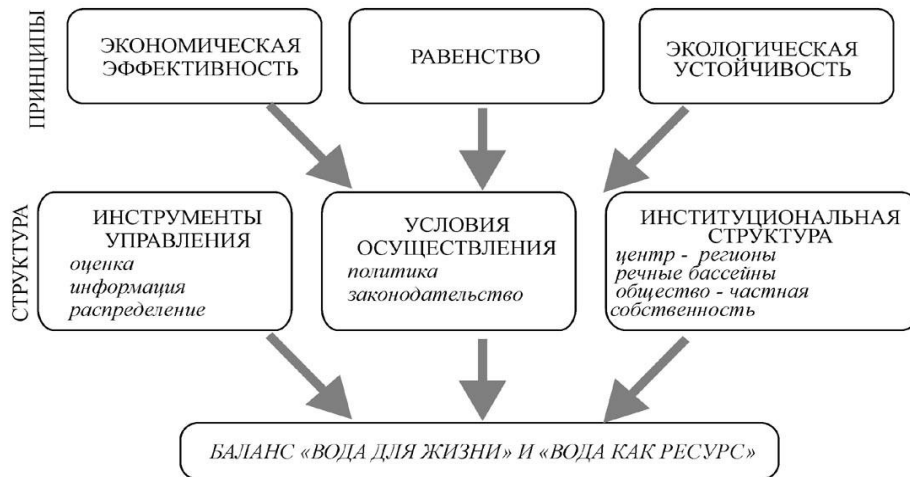 ПРИНЦИПЫ
ЭКОНОМИЧЕСКАЯ
ЭФФЕКТИВНОСТЬ
РАВЕНСТВО
ЭКОЛОГИЧЕСКАЯ
УСТОЙЧИВОСТЬ
СТРУКТУРА
ИНСТРУМЕНТЫ
УПРАВЛЕНИЯ
оценка
информация
распределение
УСЛОВИЯ
ОСУЩЕСТВЛЕНИЯ
политика
законодательство
ИНСТИТУЦИОНАЛЬНАЯ
СТРУКТУРА
центр - регионы
речные бассейны
общество - частная
собственность
БАЛАНС «ВОДА ДЛЯ ЖИЗНИ» И «ВОДА КАК РЕСУРС»